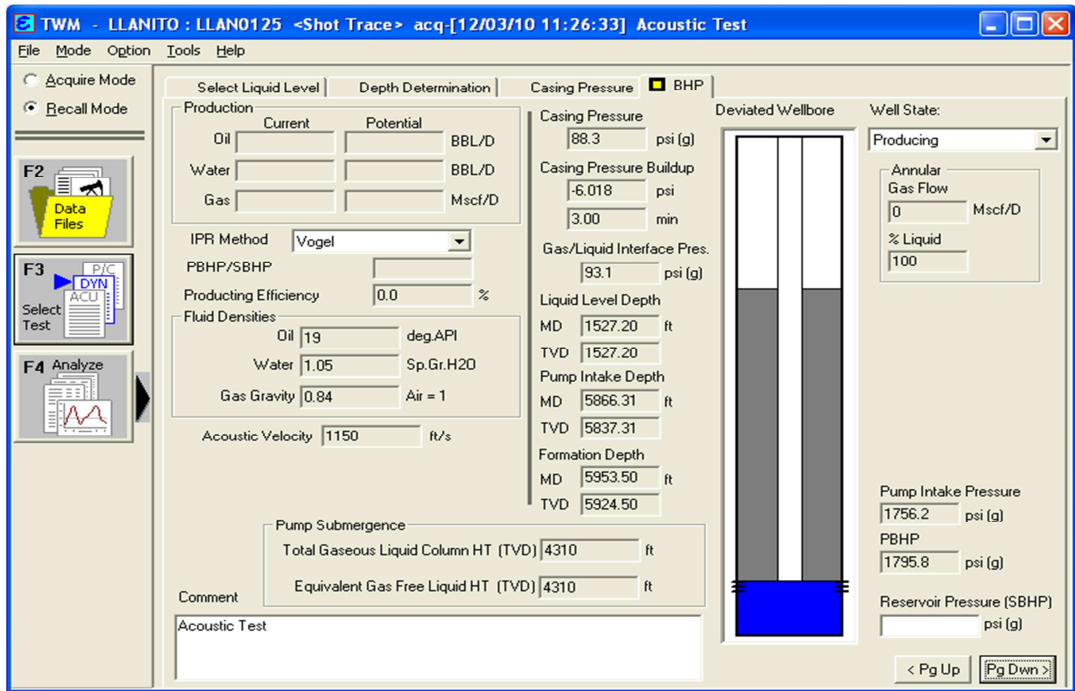 TWM - LLANITO : LLAN0125 <Shot Trace> acq-[12/03/10 11:26:33] Acoustic Test
File Mode Option Tools Help
Acquire Mode
Recall Mode
F2
Data
Files
F3
P/C
DYN
ACU
Select
Test
F4 Analyze
Select Liquid Level
Depth Determination
Casing Pressure
BHP
Production
Current Potential
Oil BBL/D
Water BBL/D
Gas Mscf/D
IPR Method Vogel
PBHP/SBHP
Producting Efficiency 0.0 %
Fluid Densities
Oil 19 deg.API
Water 1.05 Sp.Gr.H2O
Gas Gravity 0.84 Air = 1
Acoustic Velocity 1150 ft/s
Casing Pressure
88.3 psi (g)
Casing Pressure Buildup
-6.018 psi
3.00 min
Gas/Liquid Interface Pres.
93.1 psi (g)
Liquid Level Depth
MD 1527.20 ft
TVD 1527.20
Pump Intake Depth
MD 5866.31 ft
TVD 5837.31
Formation Depth
MD 5953.50 ft
TVD 5924.50
Pump Submergence
Total Gaseous Liquid Column HT (TVD) 4310 ft
Equivalent Gas Free Liquid HT (TVD) 4310 ft
Comment
Acoustic Test
Deviated Wellbore
Well State:
Producing
Annular
Gas Flow
0 Mscf/D
% Liquid
100
Pump Intake Pressure
1756.2 psi (g)
PBHP
1795.8 psi (g)
Reservoir Pressure (SBHP)
psi (g)
< Pg Up
Pg Dwn >